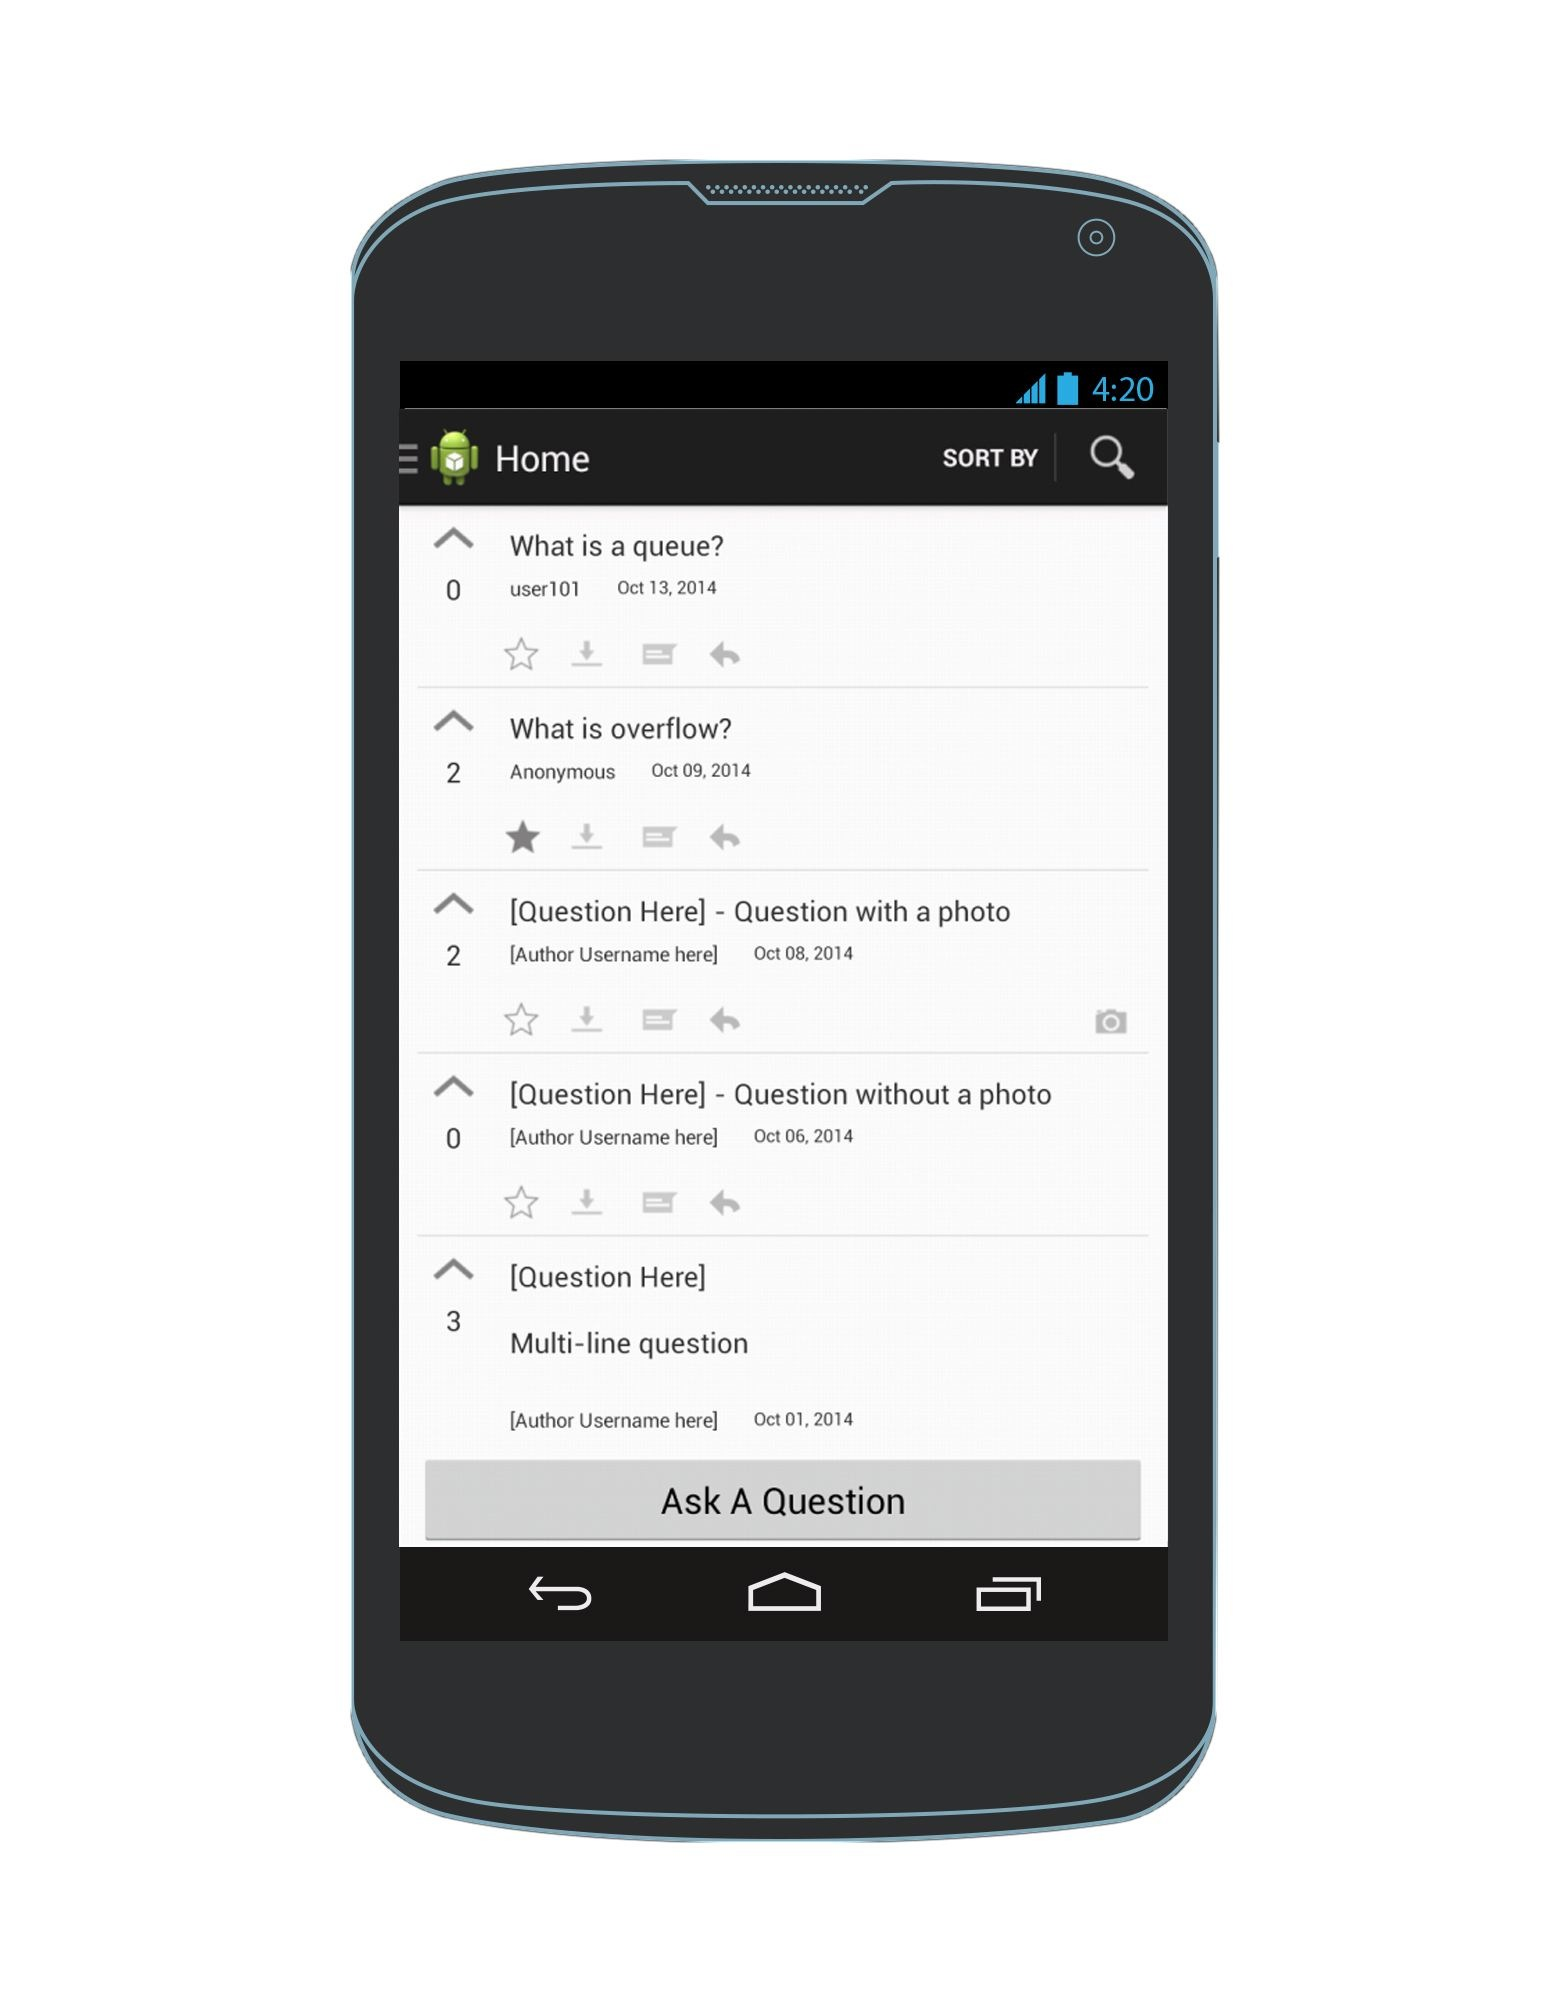 4:20
Home SORT BY
What is a queue?
0
user101 Oct 13, 2014
What is overflow?
2
Anonymous Oct 09, 2014
[Question Here] - Question with a photo
2
[Author Username here] Oct 08, 2014
[Question Here] - Question without a photo
0
[Author Username here] Oct 06, 2014
[Question Here]
3
Multi-line question
[Author Username here] Oct 01, 2014
Ask A Question